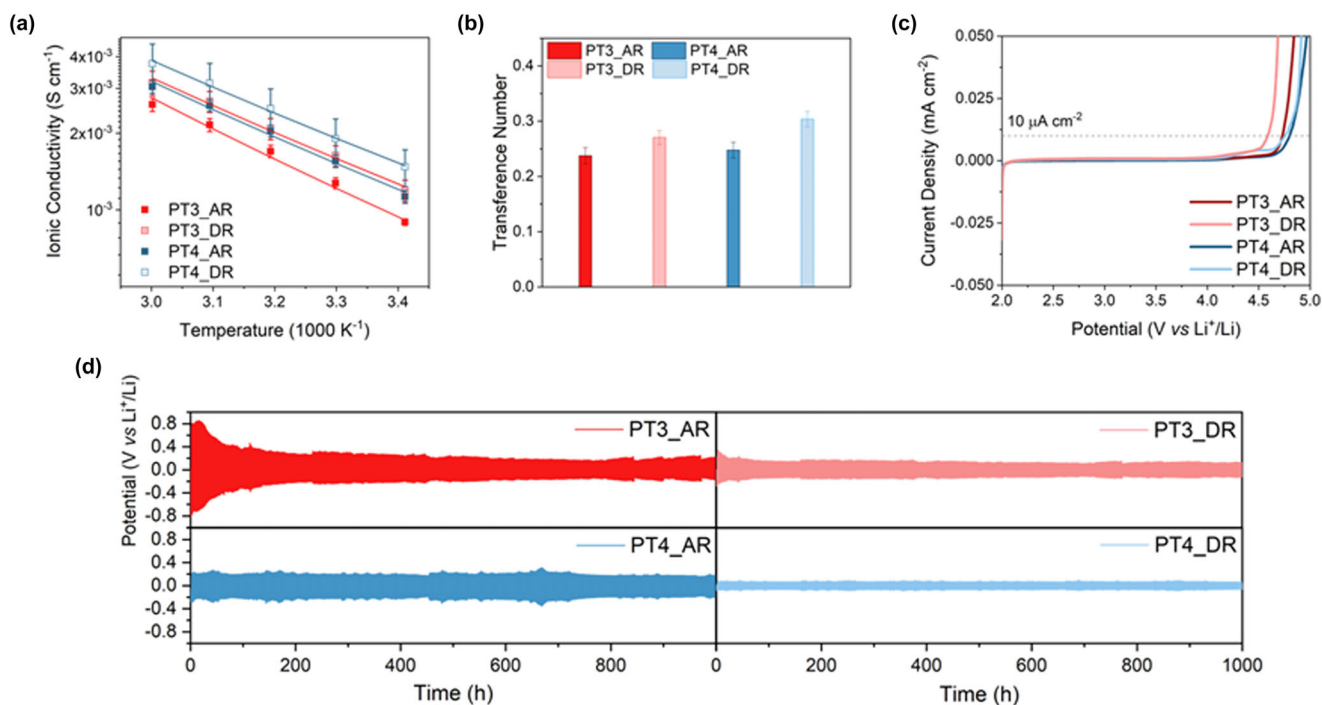 (a)
Ionic Conductivity (S cm⁻¹)
4x10⁻³
3x10⁻³
2x10⁻³
10⁻³
PT3_AR
PT3_DR
PT4_AR
PT4_DR
3.0 3.1 3.2 3.3 3.4
Temperature (1000 K⁻¹)
(b)
Transference Number
0.4
0.3
0.2
0.1
0.0
PT3_AR PT4_AR
PT3_DR PT4_DR
(c)
Current Density (mA cm⁻²)
0.050
0.025
0.000
-0.025
-0.050
10 µA cm⁻²
PT3_AR
PT3_DR
PT4_AR
PT4_DR
2.0 2.5 3.0 3.5 4.0 4.5 5.0
Potential (V vs Li⁺/Li)
(d)
Potential (V vs Li⁺/Li)
0.8
0.4
0.0
-0.4
-0.8
PT3_AR
PT3_DR
0.8
0.4
0.0
-0.4
-0.8
PT4_AR
PT4_DR
0 200 400 600 800 0 200 400 600 800 1000
Time (h) Time (h)